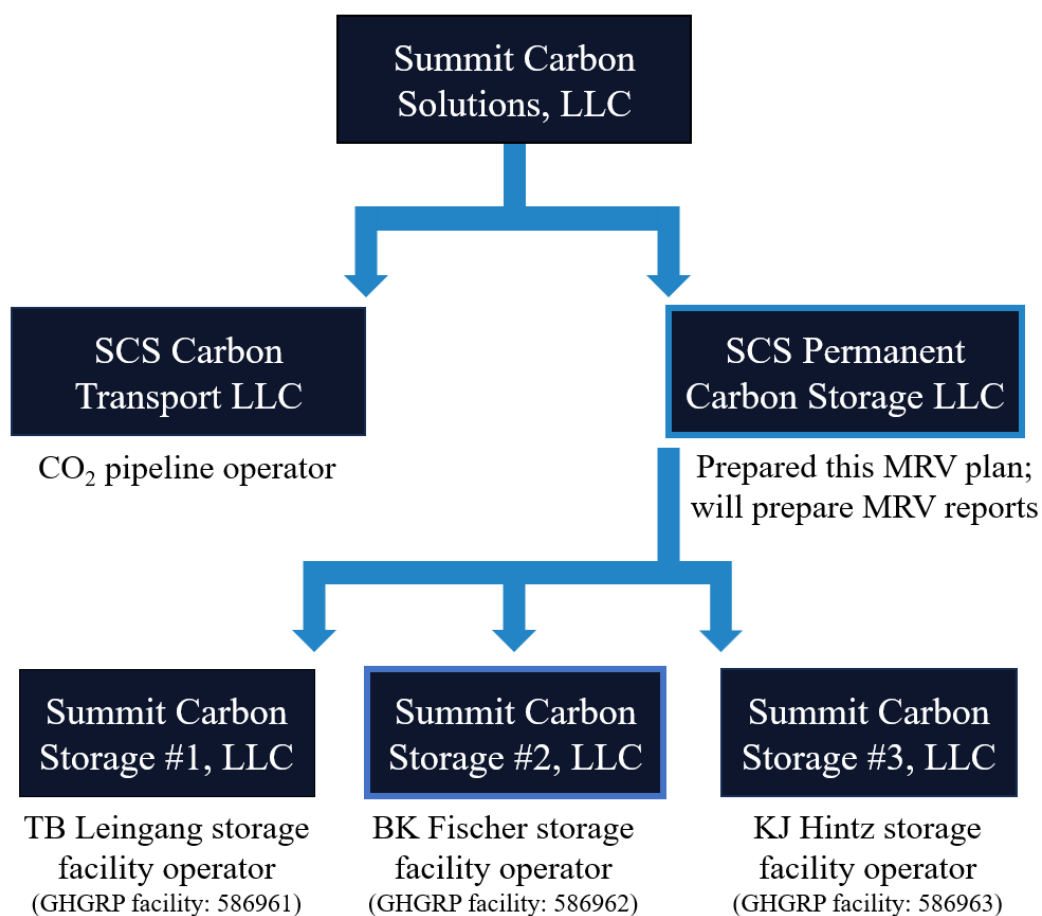 Summit Carbon
Solutions, LLC
SCS Carbon
Transport LLC
CO₂ pipeline operator
SCS Permanent
Carbon Storage LLC
Prepared this MRV plan;
will prepare MRV reports
Summit Carbon
Storage #1, LLC
TB Leingang storage
facility operator
(GHGRP facility: 586961)
Summit Carbon
Storage #2, LLC
BK Fischer storage
facility operator
(GHGRP facility: 586962)
Summit Carbon
Storage #3, LLC
KJ Hintz storage
facility operator
(GHGRP facility: 586963)